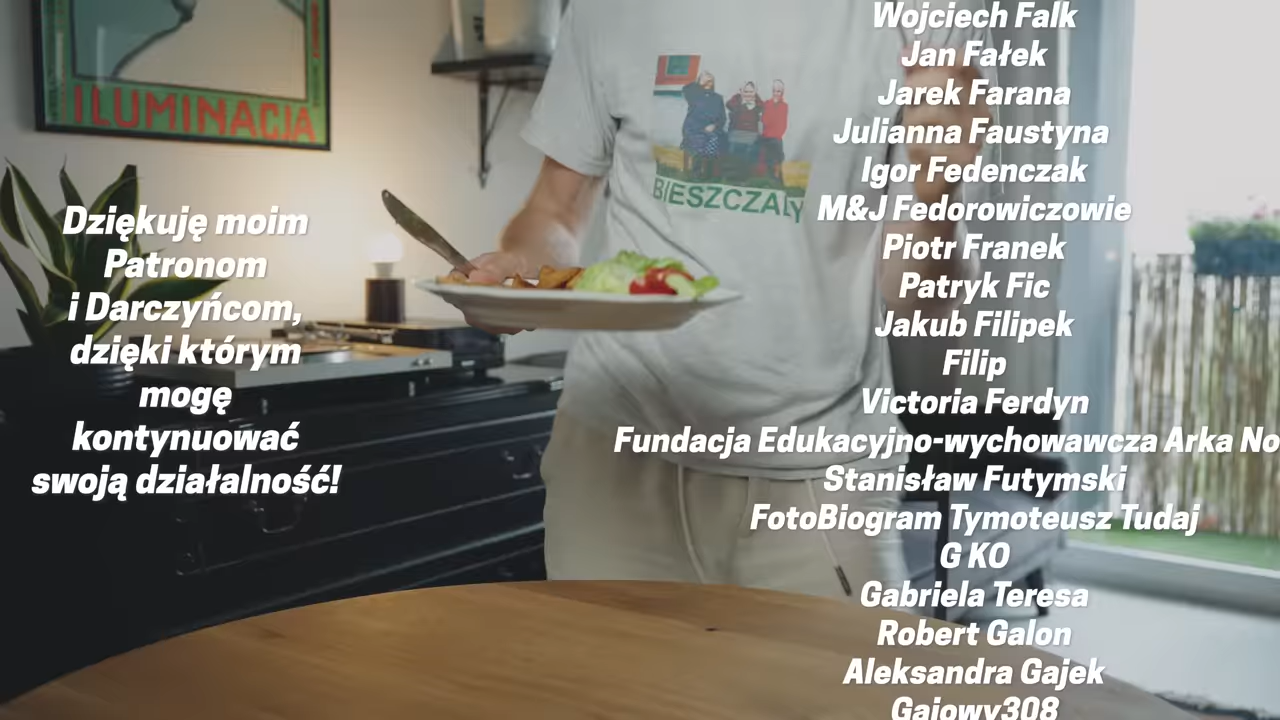 ILUMINACJA
BIESZCZADY
Dziękuję moim
Patronom
i Darczyńcom,
dzięki którym
mogę
kontynuować
swoją działalność!
Wojciech Falk
Jan Fałek
Jarek Farana
Julianna Faustyna
Igor Fedenczak
M&J Fedorowiczowie
Piotr Franek
Patryk Fic
Jakub Filipek
Filip
Victoria Ferdyn
Fundacja Edukacyjno-wychowawcza Arka No
Stanisław Futymski
FotoBiogram Tymoteusz Tudaj
G KO
Gabriela Teresa
Robert Galon
Aleksandra Gajek
Gajowy308